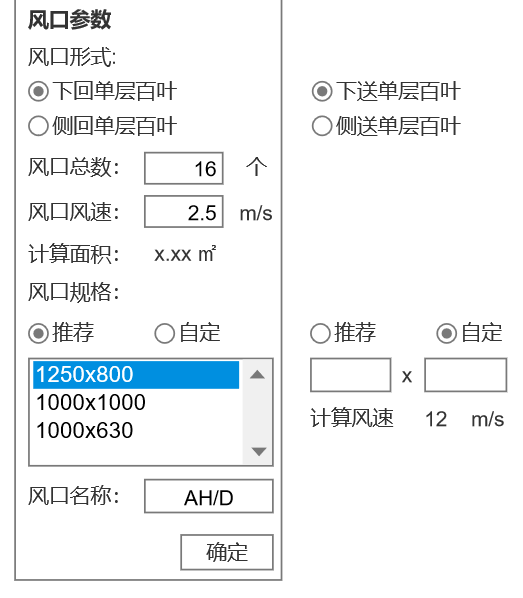 风口参数
风口形式:
下回单层百叶
侧回单层百叶
风口总数： 16 个
风口风速： 2.5 m/s
计算面积： x.xx ㎡
风口规格：
推荐 自定
1250x800
1000x1000
1000x630
风口名称： AH/D
确定
下送单层百叶
侧送单层百叶
推荐 自定
x
计算风速 12 m/s